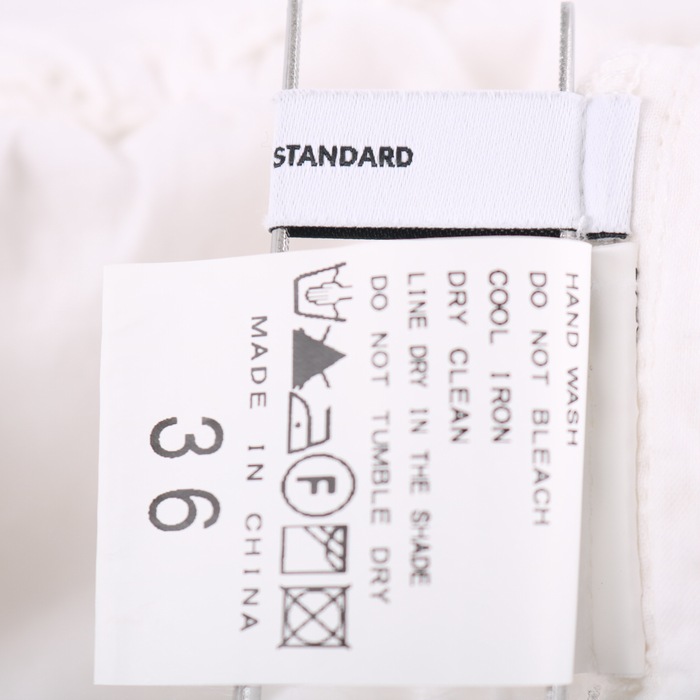 STANDARD
HAND WASH
DO NOT BLEACH
COOL IRON
DRY CLEAN
LINE DRY IN THE SHADE
DO NOT TUMBLE DRY
F
MADE IN CHINA
36